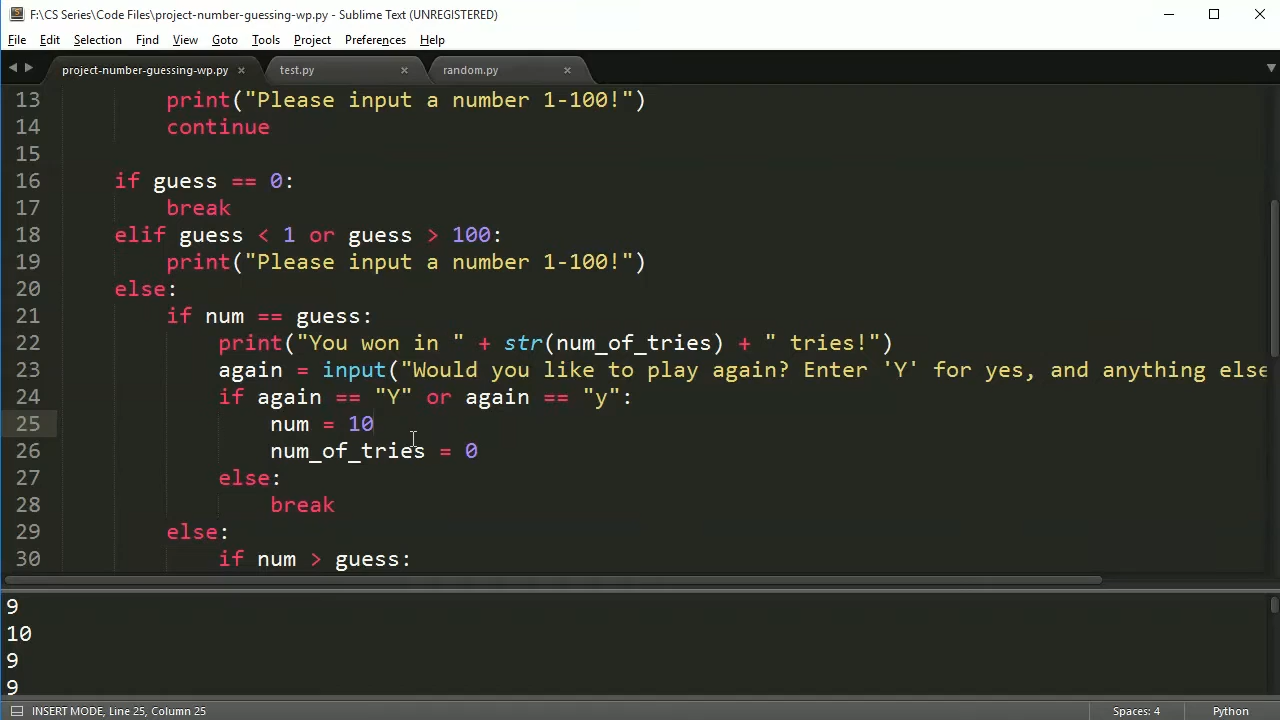 F:\CS Series\Code Files\project-number-guessing-wp.py - Sublime Text (UNREGISTERED)
File Edit Selection Find View Goto Tools Project Preferences Help
project-number-guessing-wp.py × test.py × random.py ×
13 print("Please input a number 1-100!")
14 continue
15
16 if guess == 0:
17 break
18 elif guess < 1 or guess > 100:
19 print("Please input a number 1-100!")
20 else:
21 if num == guess:
22 print("You won in " + str(num_of_tries) + " tries!")
23 again = input("Would you like to play again? Enter 'Y' for yes, and anything else
24 if again == "Y" or again == "y":
25 num = 10
26 num_of_tries = 0
27 else:
28 break
29 else:
30 if num > guess:
9
10
9
9
INSERT MODE, Line 25, Column 25 Spaces: 4 Python